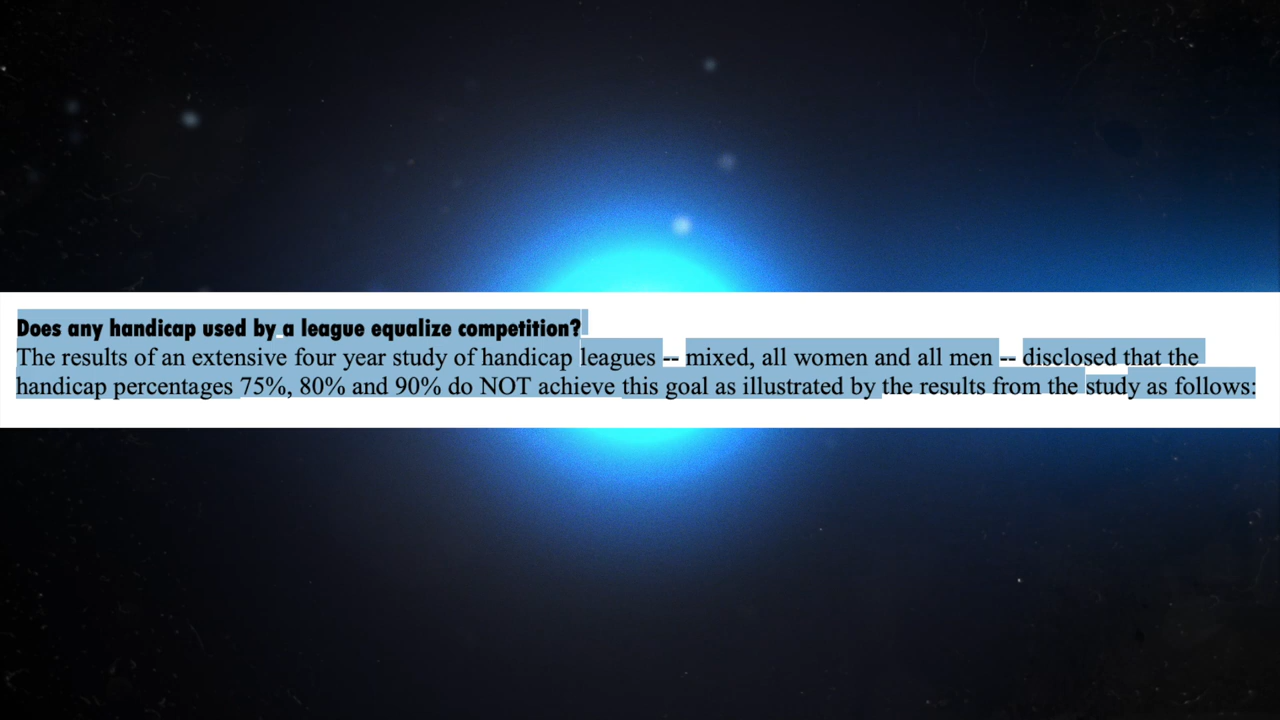 Does any handicap used by a league equalize competition?
The results of an extensive four year study of handicap leagues -- mixed, all women and all men -- disclosed that the
handicap percentages 75%, 80% and 90% do NOT achieve this goal as illustrated by the results from the study as follows: